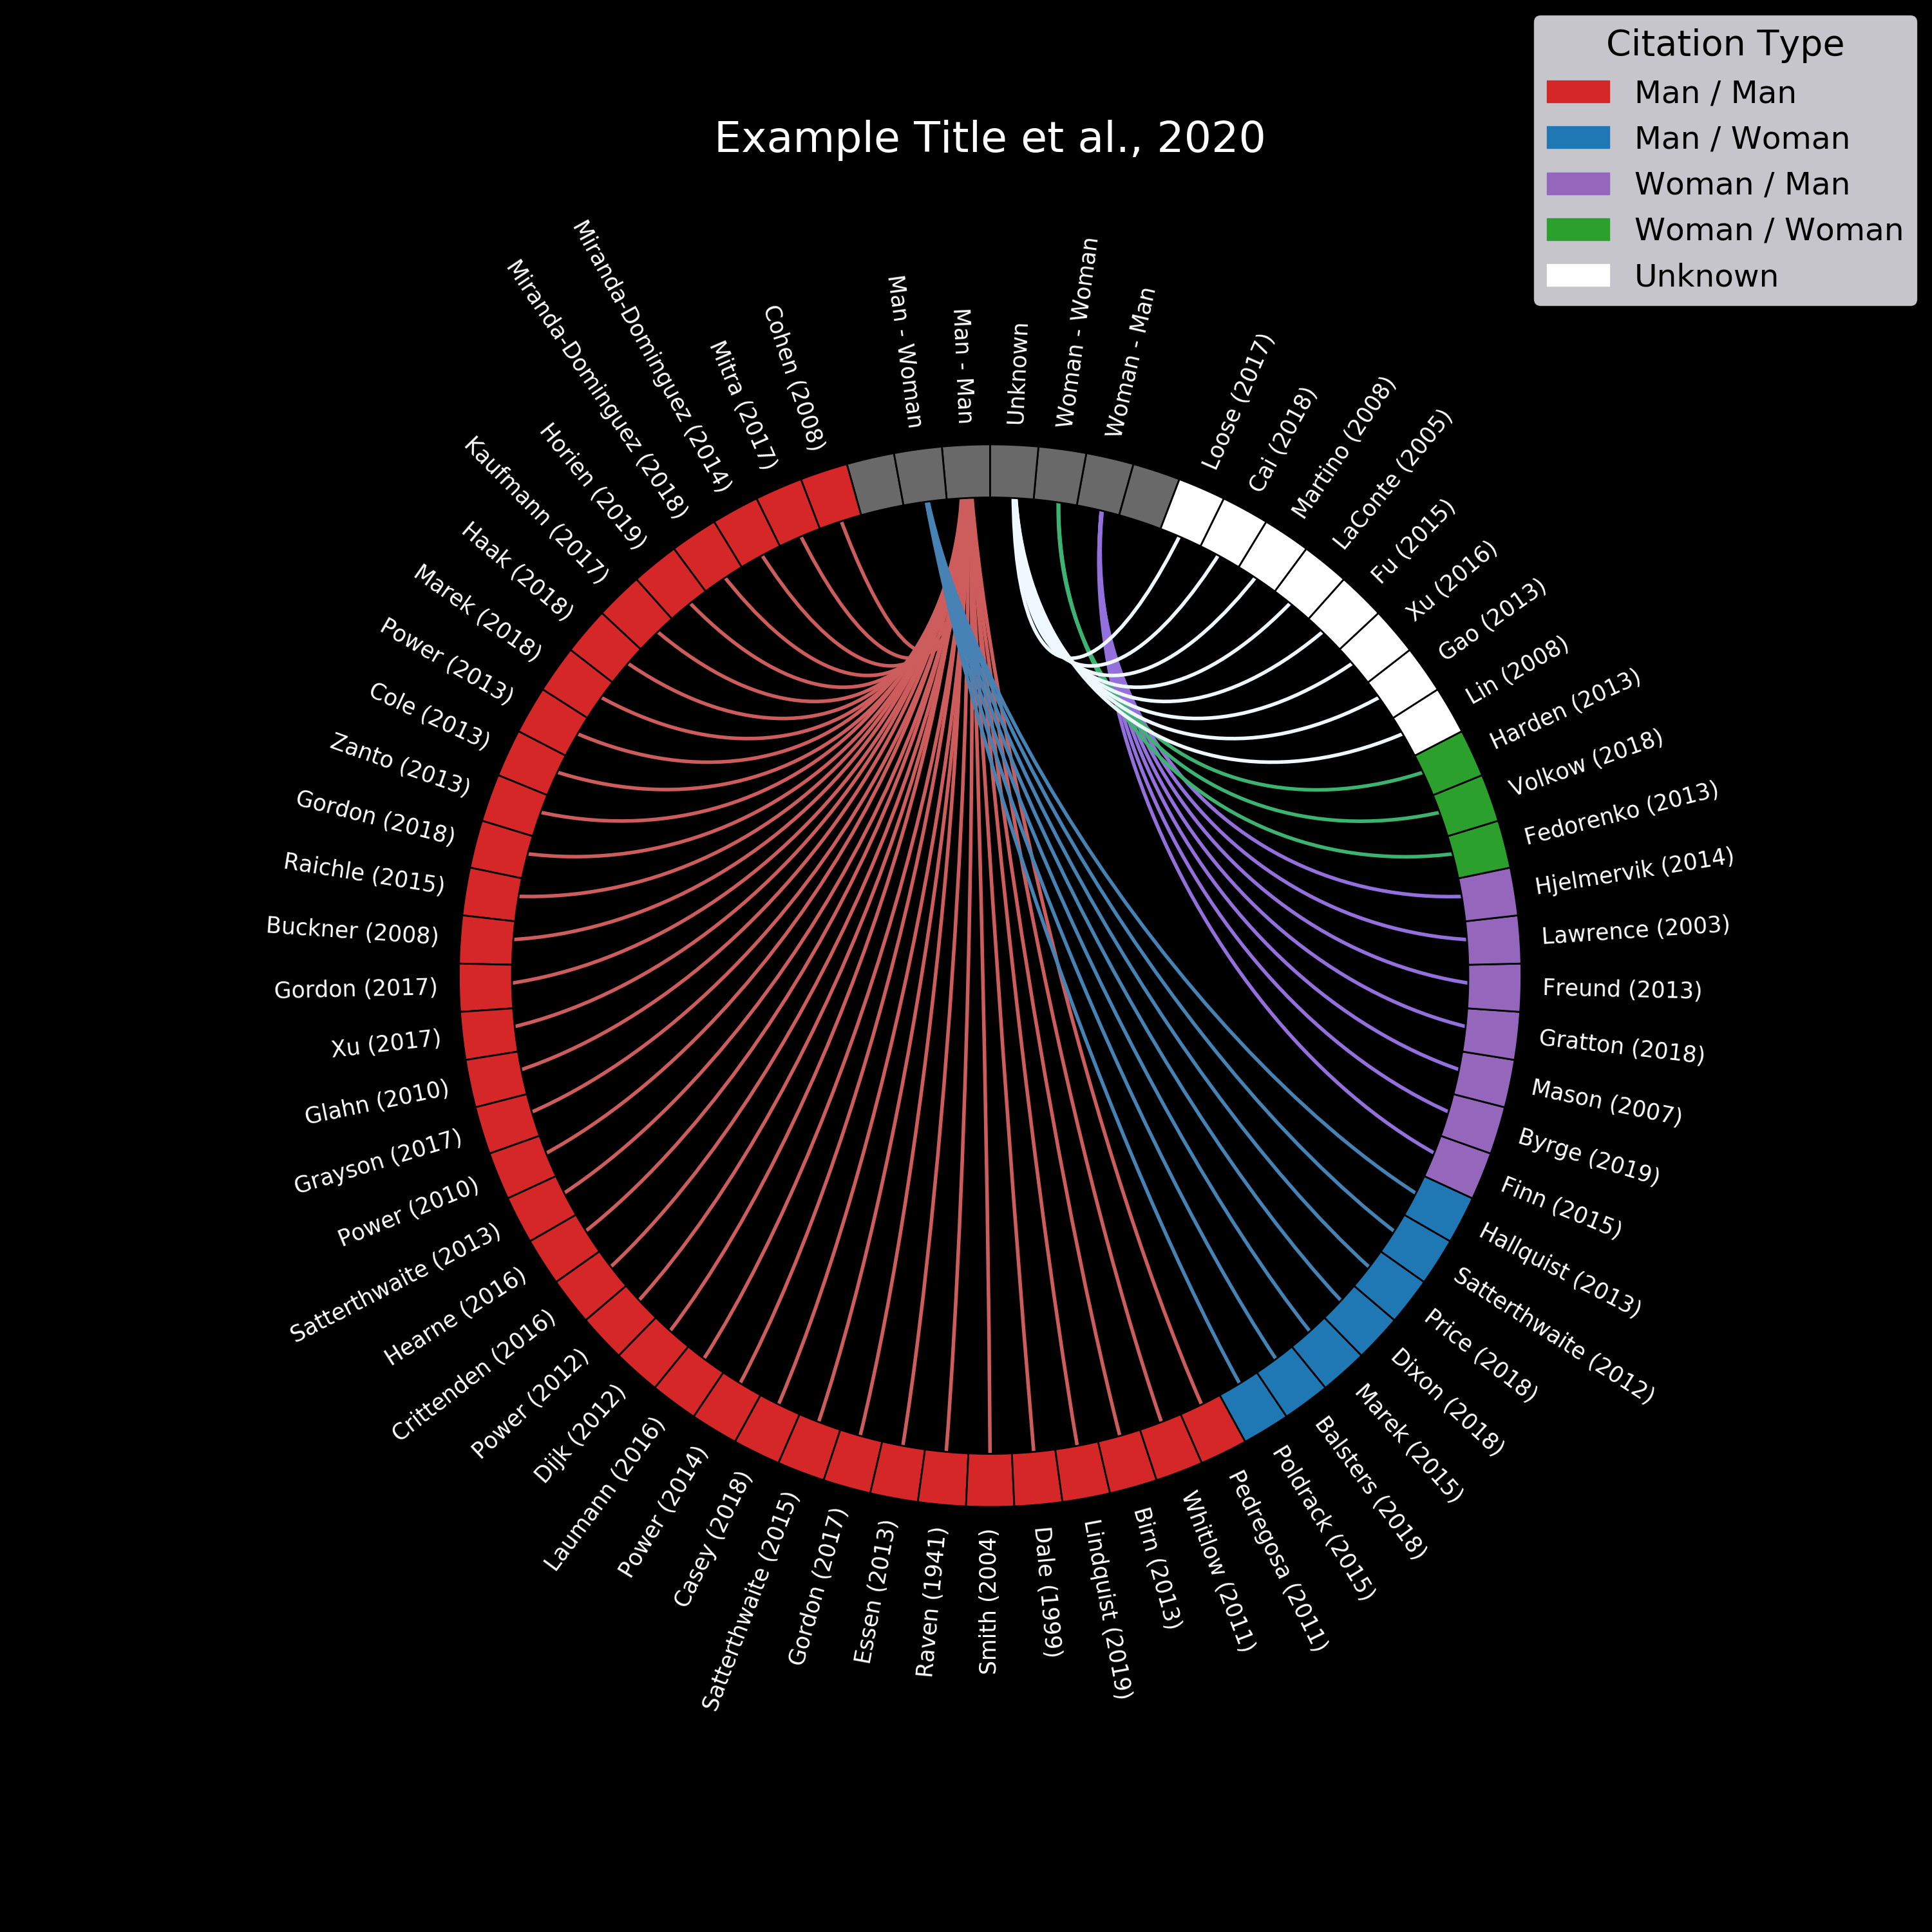 Example Title et al., 2020
Citation Type
Man / Man
Man / Woman
Woman / Man
Woman / Woman
Unknown
Man - Woman
Man - Man
Unknown
Woman - Woman
Woman - Man
Loose (2017)
Cai (2018)
Martino (2008)
LaConte (2005)
Fu (2015)
Xu (2016)
Gao (2013)
Lin (2008)
Harden (2013)
Volkow (2018)
Fedorenko (2013)
Hjelmervik (2014)
Lawrence (2003)
Freund (2013)
Gratton (2018)
Mason (2007)
Byrge (2019)
Finn (2015)
Hallquist (2013)
Satterthwaite (2012)
Price (2018)
Dixon (2018)
Marek (2015)
Balsters (2018)
Poldrack (2015)
Pedregosa (2011)
Whitlow (2011)
Birn (2013)
Lindquist (2019)
Dale (1999)
Smith (2004)
Raven (1941)
Essen (2013)
Gordon (2017)
Satterthwaite (2015)
Casey (2018)
Power (2014)
Laumann (2016)
Dijk (2012)
Power (2012)
Crittenden (2016)
Hearne (2016)
Satterthwaite (2013)
Power (2010)
Grayson (2017)
Glahn (2010)
Xu (2017)
Gordon (2017)
Buckner (2008)
Raichle (2015)
Gordon (2018)
Zanto (2013)
Cole (2013)
Power (2013)
Marek (2018)
Haak (2018)
Kaufmann (2017)
Horien (2019)
Miranda-Dominguez (2018)
Miranda-Dominguez (2014)
Mitra (2017)
Cohen (2008)